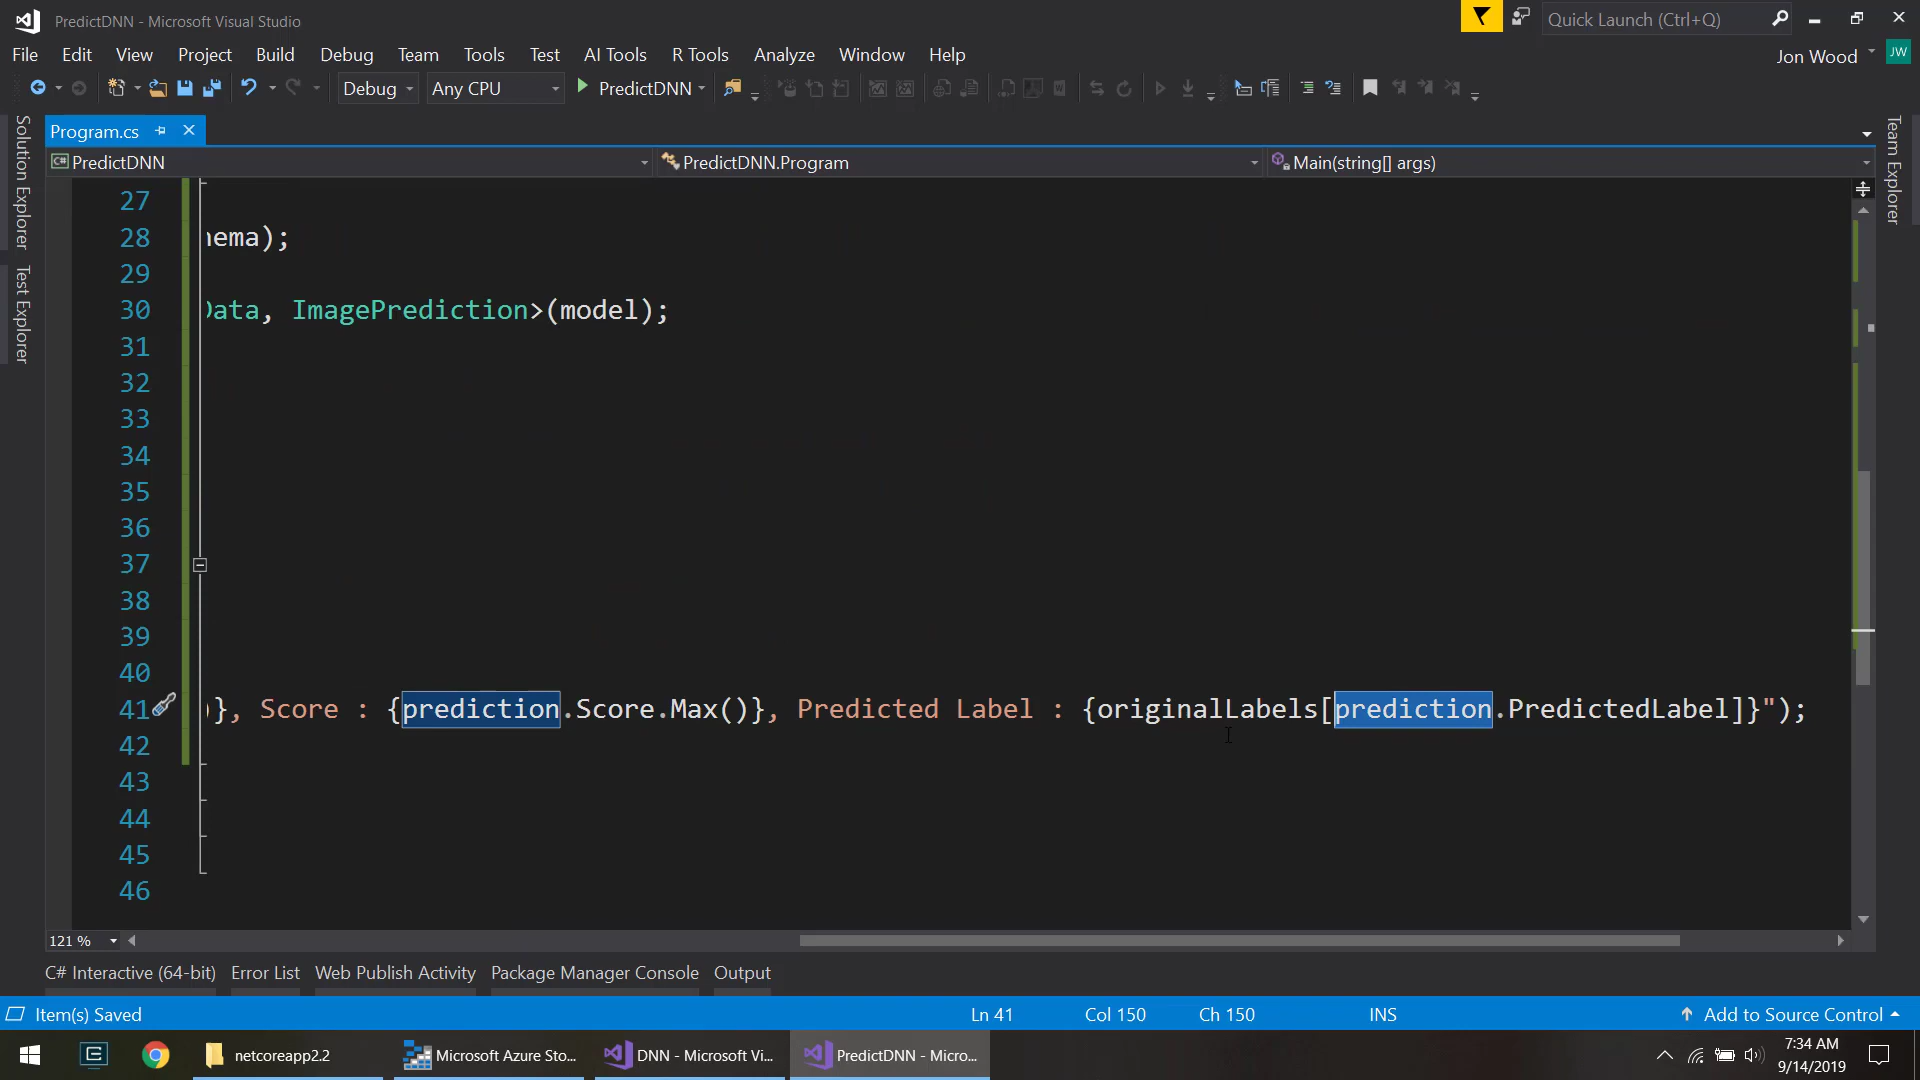 PredictDNN - Microsoft Visual Studio
Quick Launch (Ctrl+Q)
File Edit View Project Build Debug Team Tools Test AI Tools R Tools Analyze Window Help
Jon Wood JW
Debug Any CPU PredictDNN
Solution Explorer
Test Explorer
Team Explorer
Program.cs
C# PredictDNN PredictDNN.Program Main(string[] args)
27
28 hema);
29
30 Data, ImagePrediction>(model);
31
32
33
34
35
36
37
38
39
40
41 )}, Score : {prediction.Score.Max()}, Predicted Label : {originalLabels[prediction.PredictedLabel]}");
42
43
44
45
46
121 %
C# Interactive (64-bit) Error List Web Publish Activity Package Manager Console Output
Item(s) Saved Ln 41 Col 150 Ch 150 INS Add to Source Control
netcoreapp2.2 Microsoft Azure Sto... DNN - Microsoft Vi... PredictDNN - Micro...
7:34 AM
9/14/2019